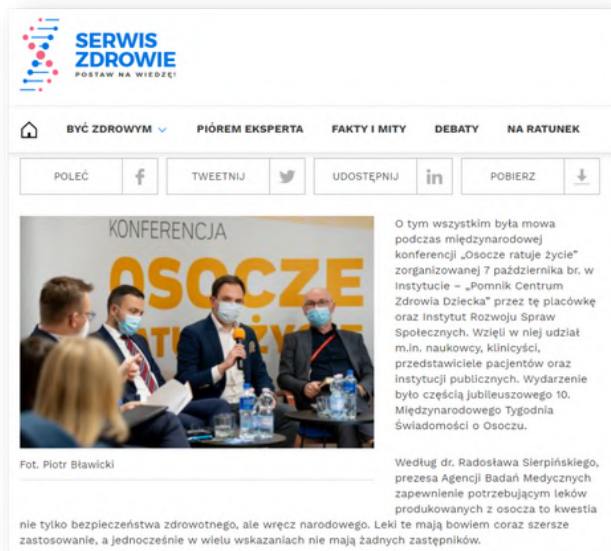 SERWIS
ZDROWIE
POSTAW NA WIEDZĘ!
BYĆ ZDROWYM
PIÓREM EKSPERTA
FAKTY I MITY
DEBATY
NA RATUNEK
POLEĆ
TWEETNIJ
UDOSTĘPNIJ
POBIERZ
KONFERENCJA
OSOCZE
O tym wszystkim była mowa
podczas międzynarodowej
konferencji „Osocze ratuje życie”
zorganizowanej 7 października br. w
Instytucie – „Pomnik Centrum
Zdrowia Dziecka” przez tę placówkę
oraz Instytut Rozwoju Spraw
Społecznych. Wzięli w niej udział
m.in. naukowcy, klinicyści,
przedstawiciele pacjentów oraz
instytucji publicznych. Wydarzenie
było częścią jubileuszowego 10.
Międzynarodowego Tygodnia
Świadomości o Osoczu.
Fot. Piotr Bławicki
Według dr. Radosława Sierpińskiego,
prezesa Agencji Badań Medycznych
zapewnienie potrzebującym leków
produkowanych z osocza to kwestia
nie tylko bezpieczeństwa zdrowotnego, ale wręcz narodowego. Leki te mają bowiem coraz szersze
zastosowanie, a jednocześnie w wielu wskazaniach nie mają żadnych zastępników.